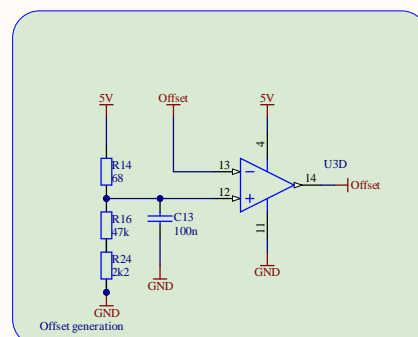 5V
Offset
5V
R14
68
4
13
U3D
14
Offset
12
R16
47k
C13
100n
11
R24
2k2
GND
GND
GND
Offset generation